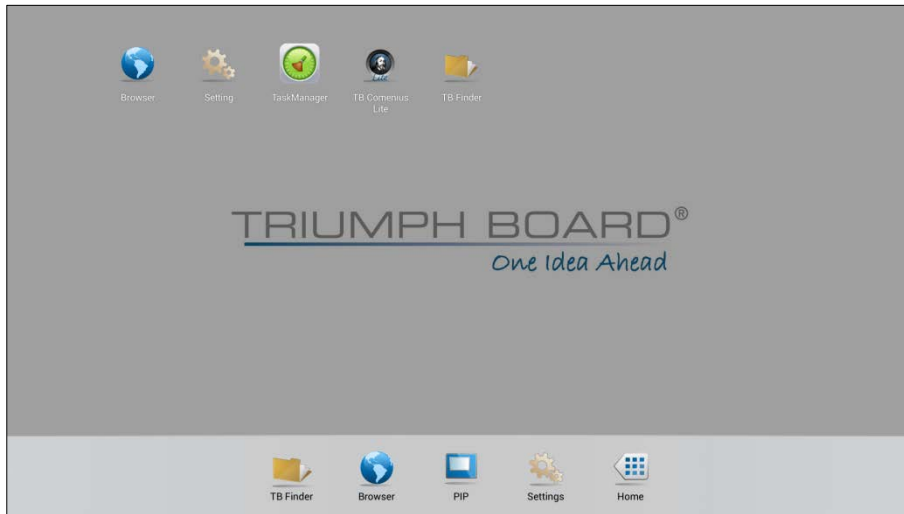 Browser
Setting
TaskManager
TB Comenius
Lite
TB Finder
TRIUMPH BOARD®
One Idea Ahead
TB Finder
Browser
PIP
Settings
Home